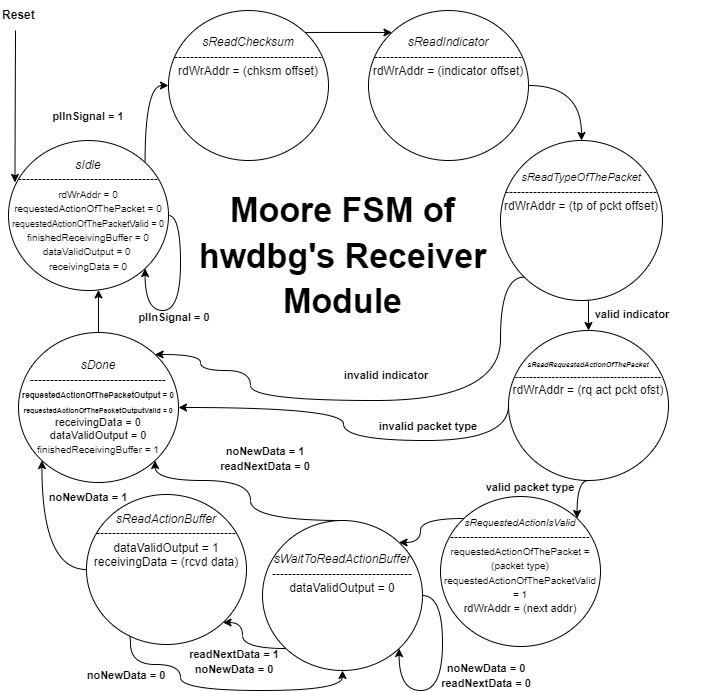 Reset
sReadChecksum
rdWrAddr = (chksm offset)
sReadIndicator
rdWrAddr = (indicator offset)
plInSignal = 1
sIdle
rdWrAddr = 0
requestedActionOfThePacket = 0
requestedActionOfThePacketValid = 0
finishedReceivingBuffer = 0
dataValidOutput = 0
receivingData = 0
plInSignal = 0
Moore FSM of
hwdbg's Receiver
Module
sReadTypeOfThePacket
rdWrAddr = (tp of pckt offset)
valid indicator
invalid indicator
sReadRequestedActionOfThePacket
rdWrAddr = (rq act pckt ofst)
invalid packet type
valid packet type
sDone
requestedActionOfThePacketOutput = 0
requestedActionOfThePacketOutputValid = 0
receivingData = 0
dataValidOutput = 0
finishedReceivingBuffer = 1
noNewData = 1
readNextData = 0
noNewData = 1
sReadActionBuffer
dataValidOutput = 1
receivingData = (rcvd data)
sWaitToReadActionBuffer
dataValidOutput = 0
sRequestedActionIsValid
requestedActionOfThePacket =
(packet type)
requestedActionOfThePacketValid
= 1
rdWrAddr = (next addr)
readNextData = 1
noNewData = 0
noNewData = 0
noNewData = 0
readNextData = 0